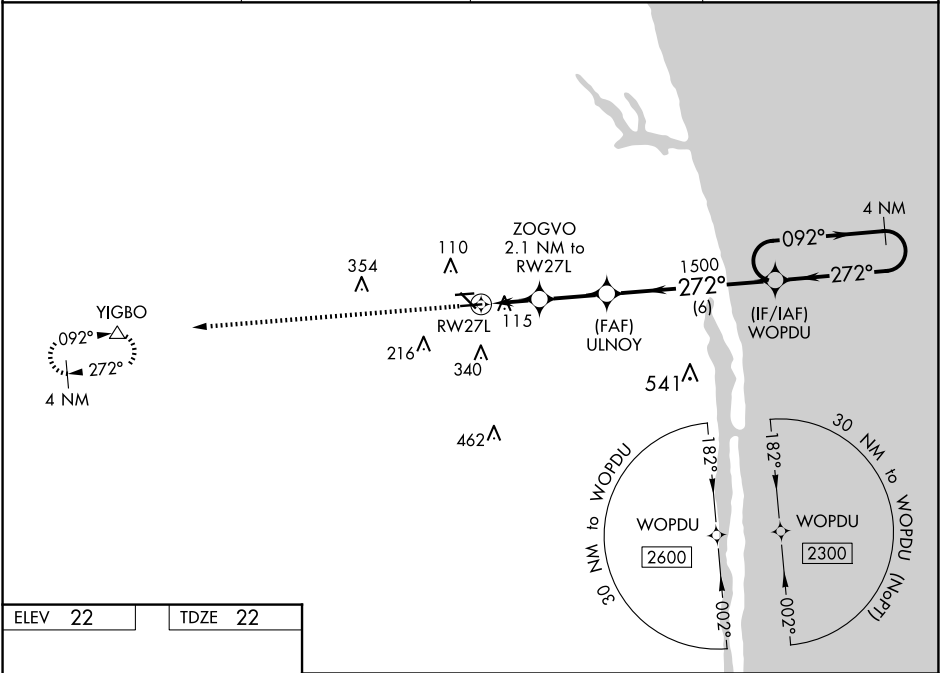 4 NM
092°
272°
ZOGVO
2.1 NM to
RW27L
110
354
1500
272°
(6)
(IF/IAF)
WOPDU
YIGBO
092°
272°
4 NM
RW27L
115
(FAF)
ULNOY
216
340
541
462
30 NM to WOPDU
182°
WOPDU
2600
002°
30 NM to WOPDU (NoPT)
182°
WOPDU
2300
002°
ELEV 22
TDZE 22